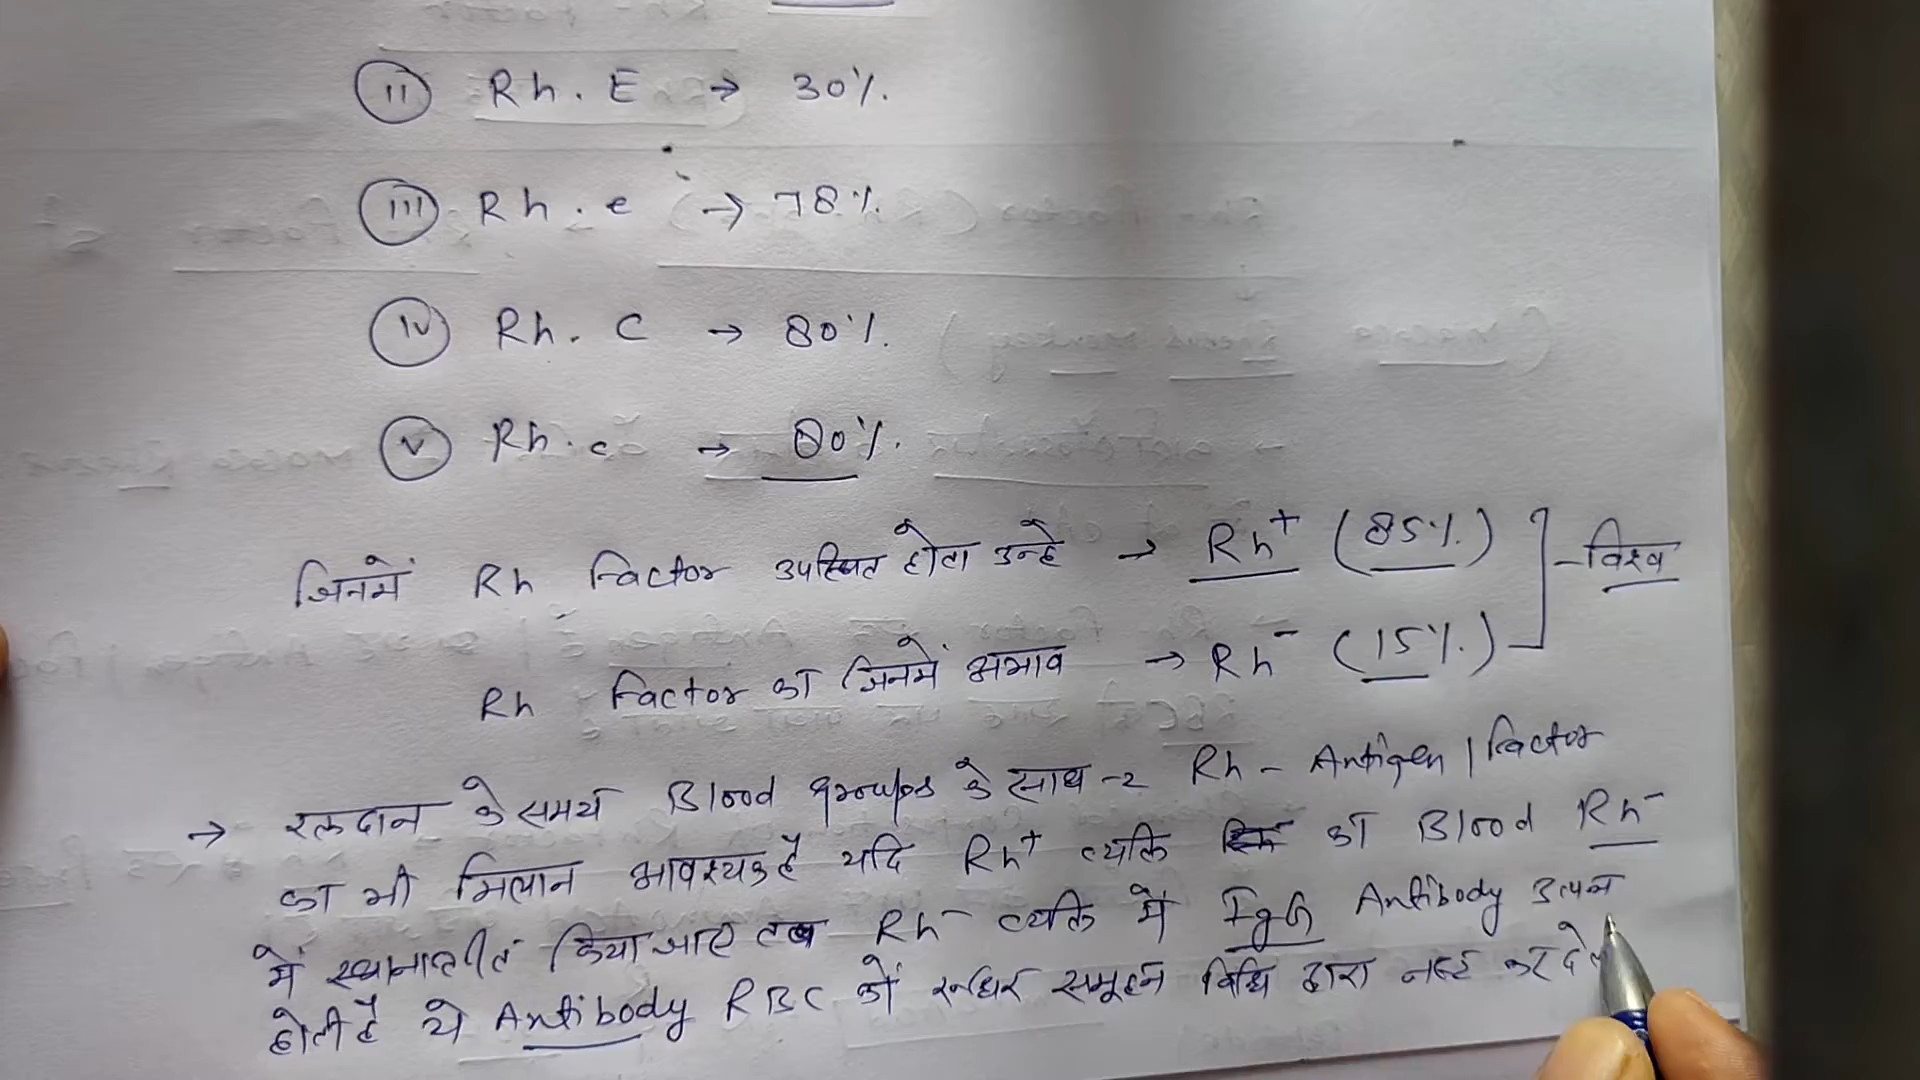 (ii) Rh. E → 30%.
(iii) Rh. e → 78%.
(iv) Rh. C → 80%.
(v) Rh. c → 80%.
जिनमें Rh Factor उपस्थित होता उन्हे → Rh⁺ (85%.) ] - विश्व
Rh Factor का जिनमें अभाव → Rh⁻ (15%.)
→ रक्तदान के समय Blood groups के साथ-2 Rh - Antigen / Factor
का भी मिलान आवश्यक है यदि Rh⁺ व्यक्ति का Blood Rh⁻
में स्थानान्तरित किया जाए तब Rh⁻ व्यक्ति में IgG Antibody उत्पन्न
होती है ये Antibody RBC को रूधिर समूहन विधि द्वारा नष्ट कर